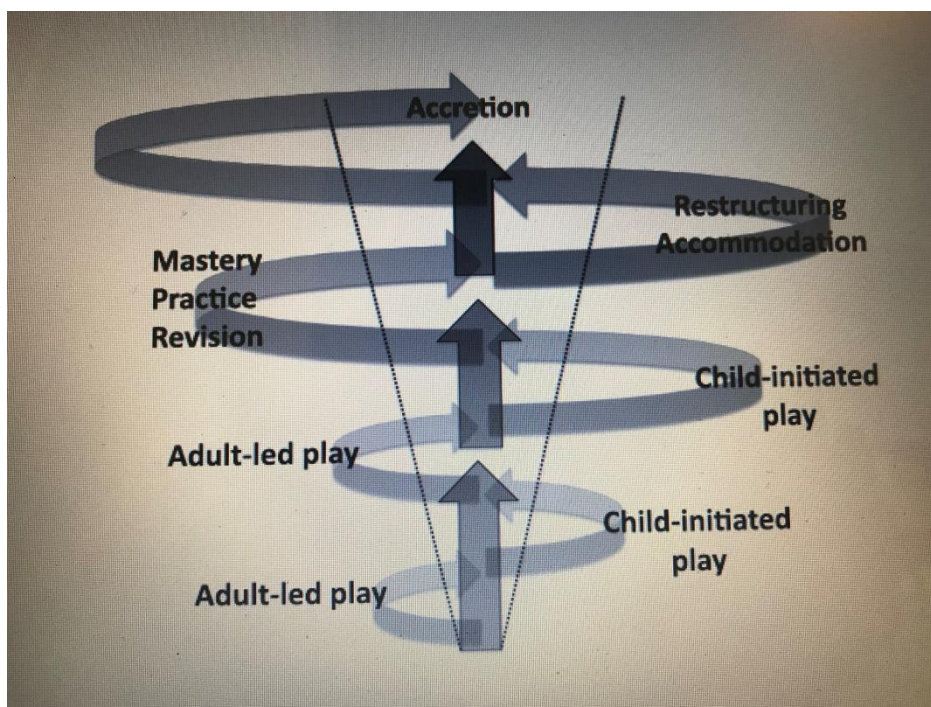 Accretion
Restructuring
Accommodation
Mastery
Practice
Revision
Child-initiated
play
Adult-led play
Child-initiated
play
Adult-led play